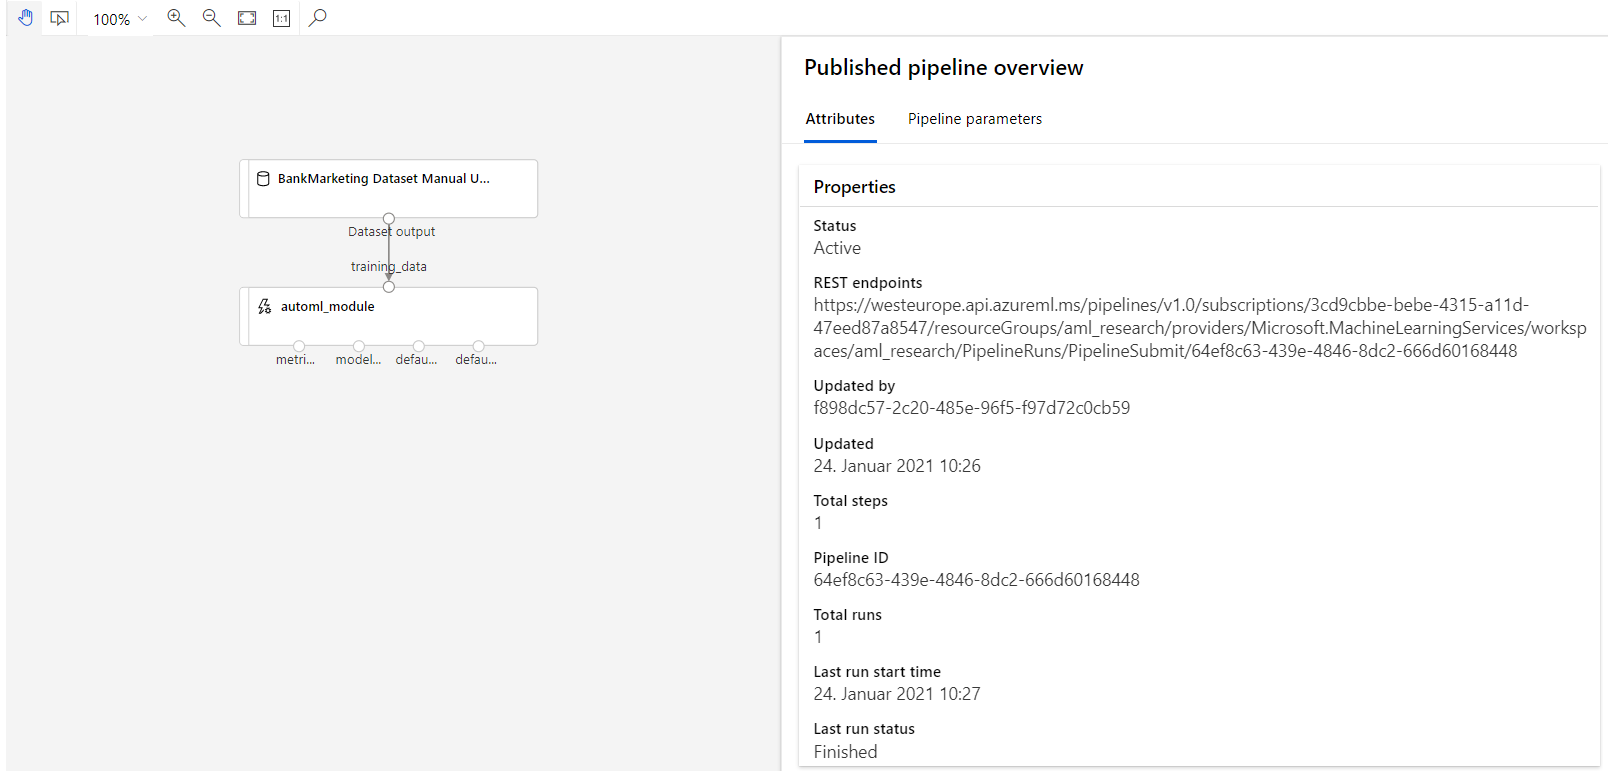 100%
1:1
BankMarketing Dataset Manual U...
Dataset output
training_data
automl_module
metri...
model...
defau...
defau...
Published pipeline overview
Attributes
Pipeline parameters
Properties
Status
Active
REST endpoints
https://westeurope.api.azureml.ms/pipelines/v1.0/subscriptions/3cd9cbbe-bebe-4315-a11d-
47eed87a8547/resourceGroups/aml_research/providers/Microsoft.MachineLearningServices/worksp
aces/aml_research/PipelineRuns/PipelineSubmit/64ef8c63-439e-4846-8dc2-666d60168448
Updated by
f898dc57-2c20-485e-96f5-f97d72c0cb59
Updated
24. Januar 2021 10:26
Total steps
1
Pipeline ID
64ef8c63-439e-4846-8dc2-666d60168448
Total runs
1
Last run start time
24. Januar 2021 10:27
Last run status
Finished